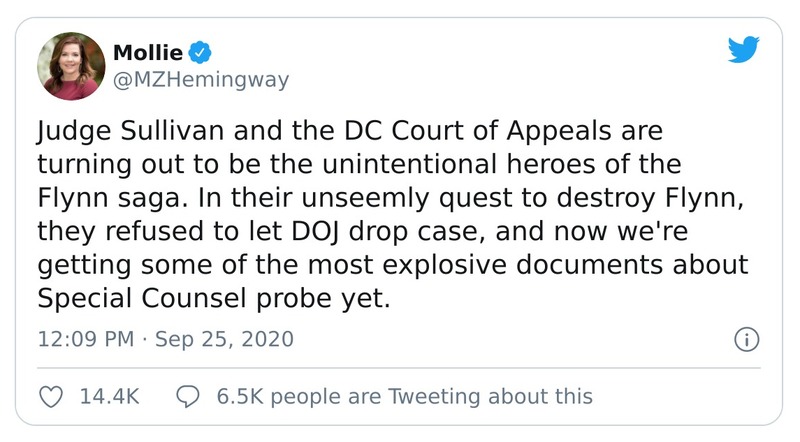 Mollie
@MZHemingway
Judge Sullivan and the DC Court of Appeals are
turning out to be the unintentional heroes of the
Flynn saga. In their unseemly quest to destroy Flynn,
they refused to let DOJ drop case, and now we're
getting some of the most explosive documents about
Special Counsel probe yet.
12:09 PM · Sep 25, 2020
14.4K 6.5K people are Tweeting about this